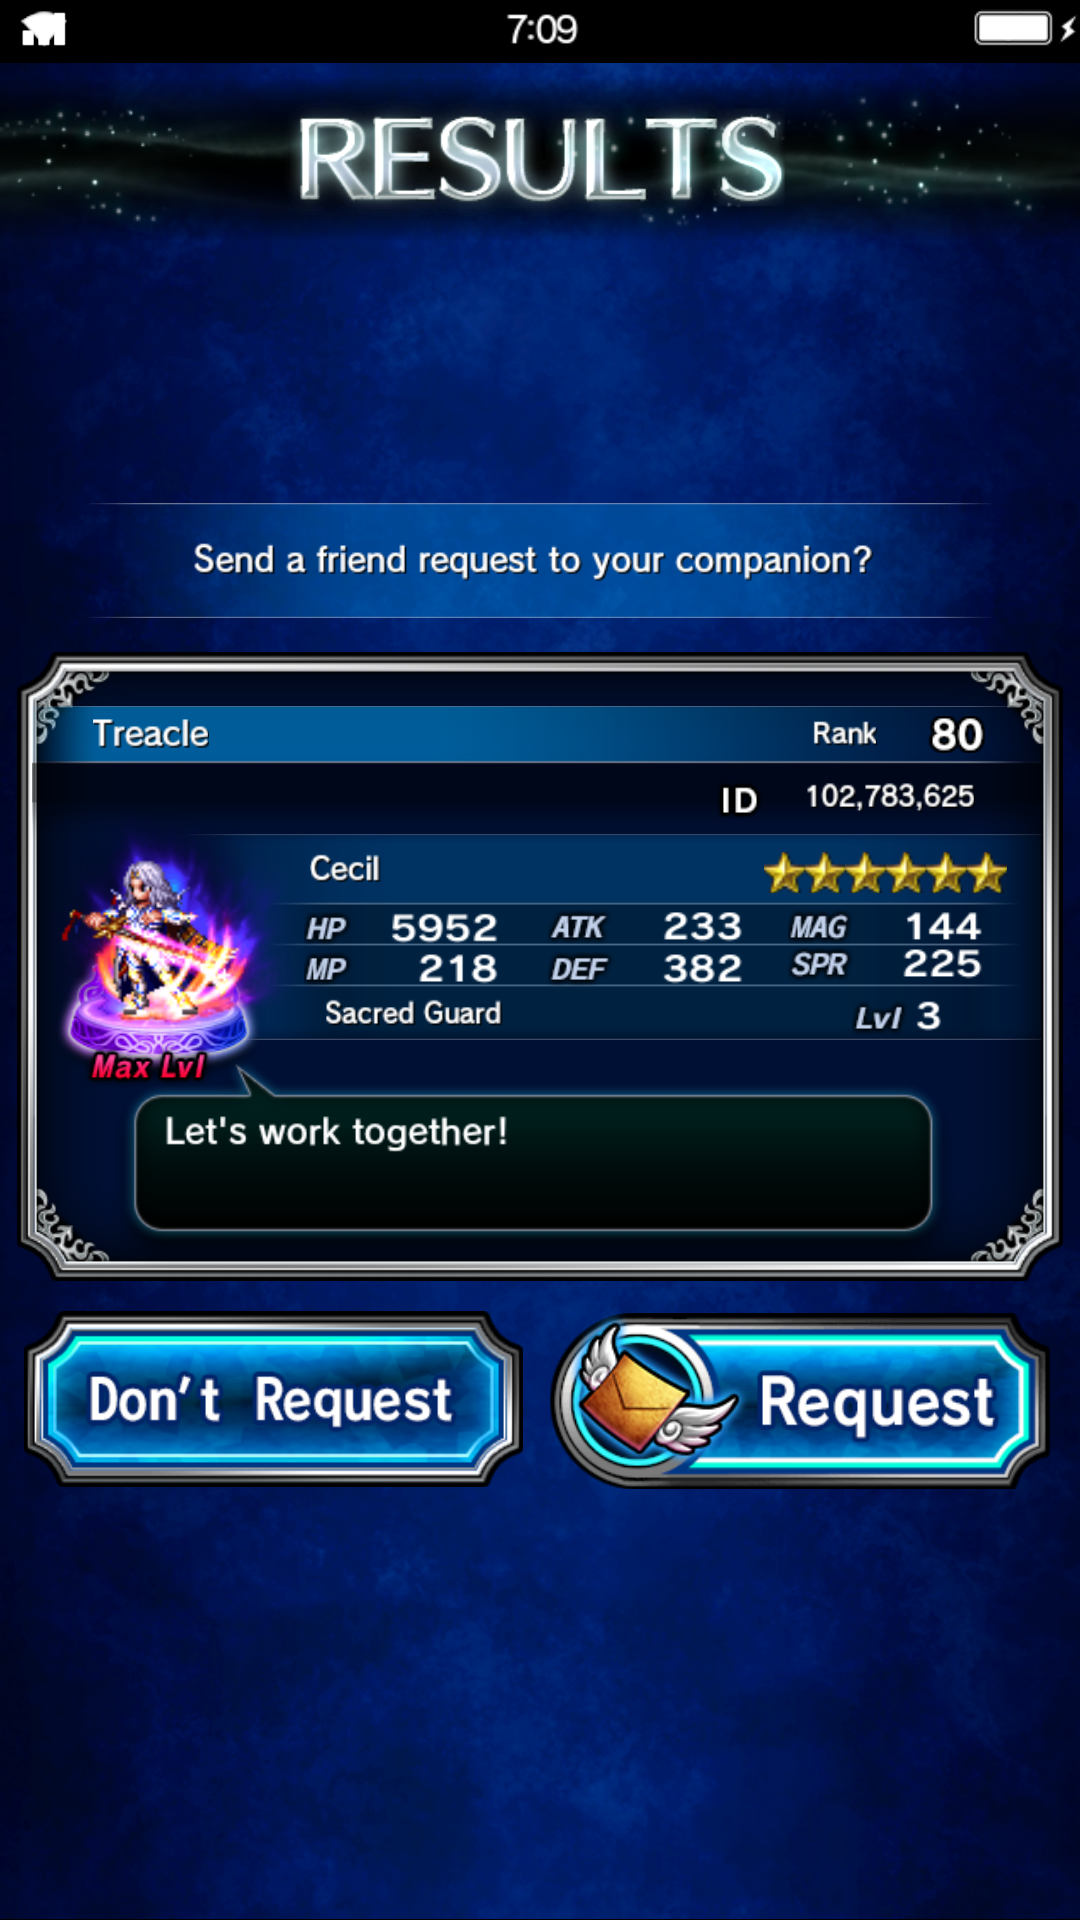 7:09
RESULTS
Send a friend request to your companion?
Treacle Rank 80
ID 102,783,625
Cecil
HP 5952 ATK 233 MAG 144
MP 218 DEF 382 SPR 225
Sacred Guard Lvl 3
Max Lvl
Let's work together!
Don't Request Request